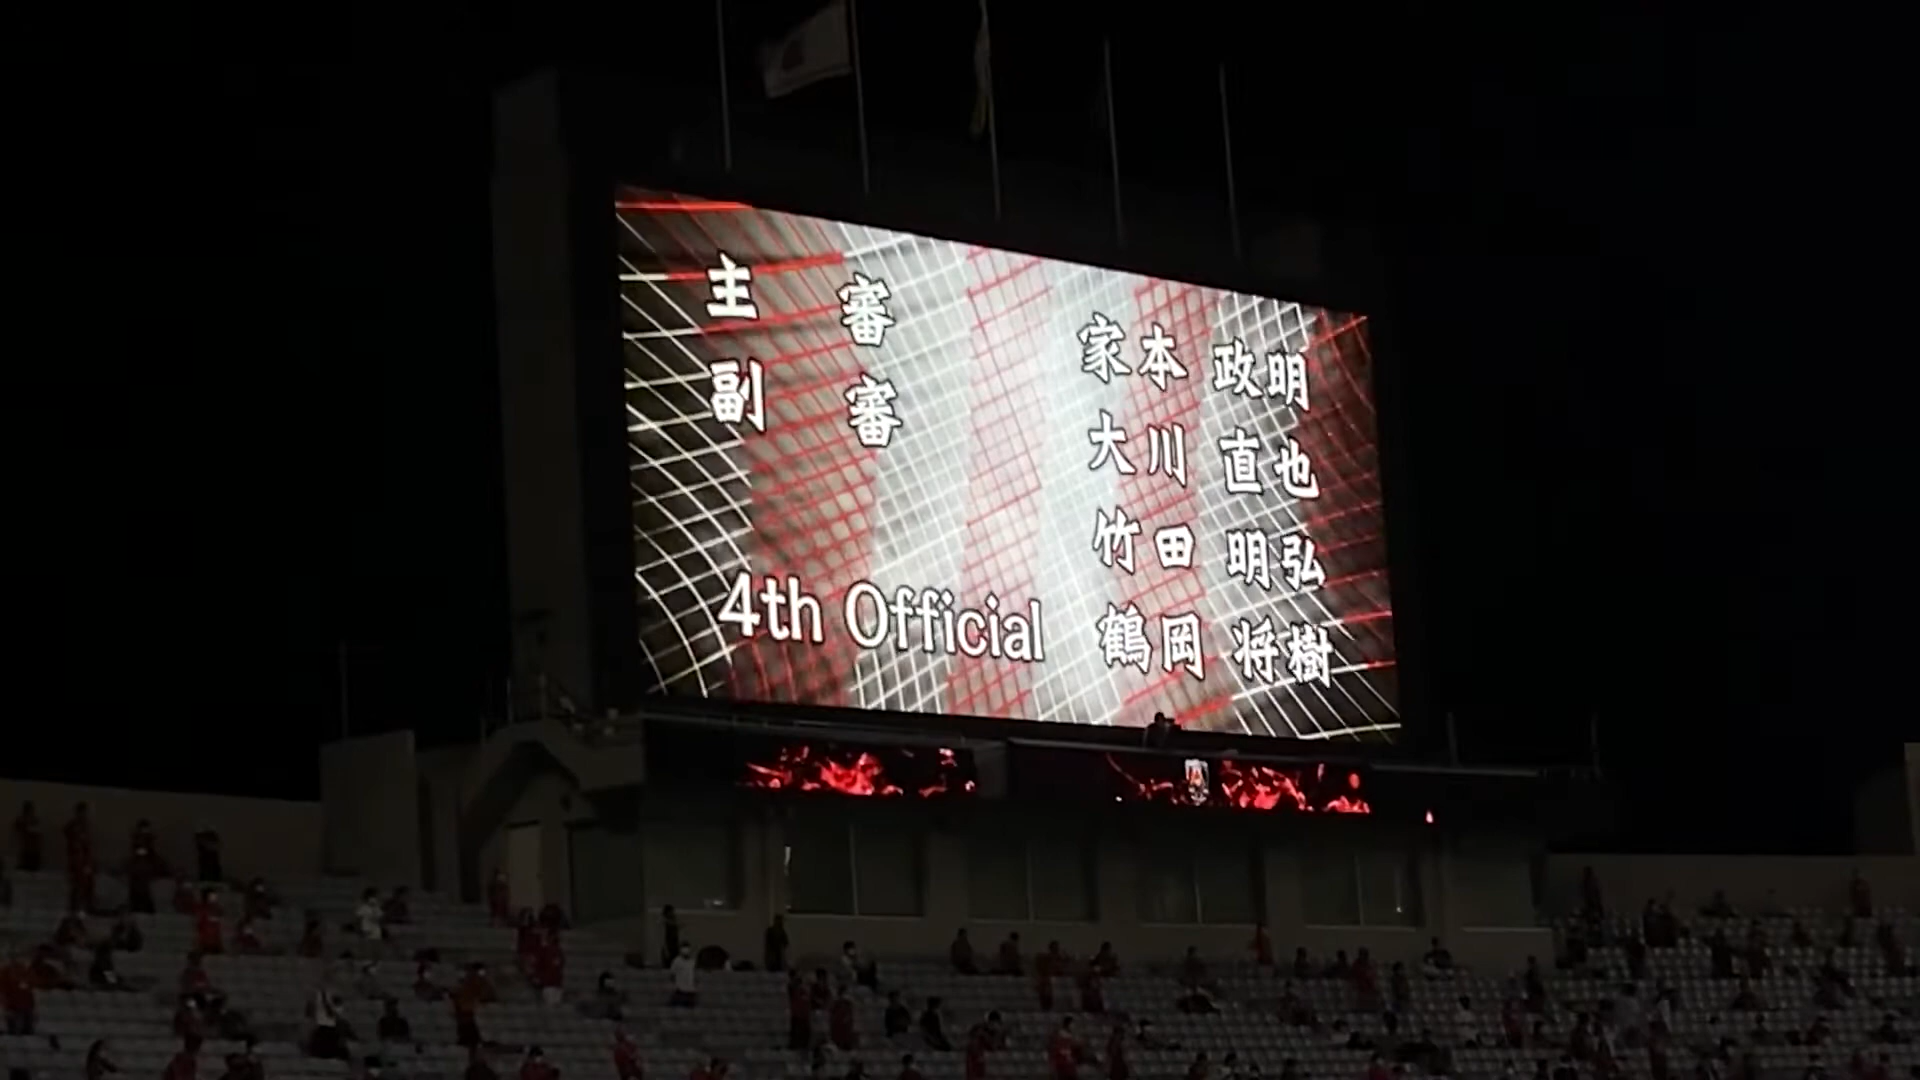 主審 家本 政明
副審 大川 直也
竹田 明弘
4th Official 鶴岡 将樹